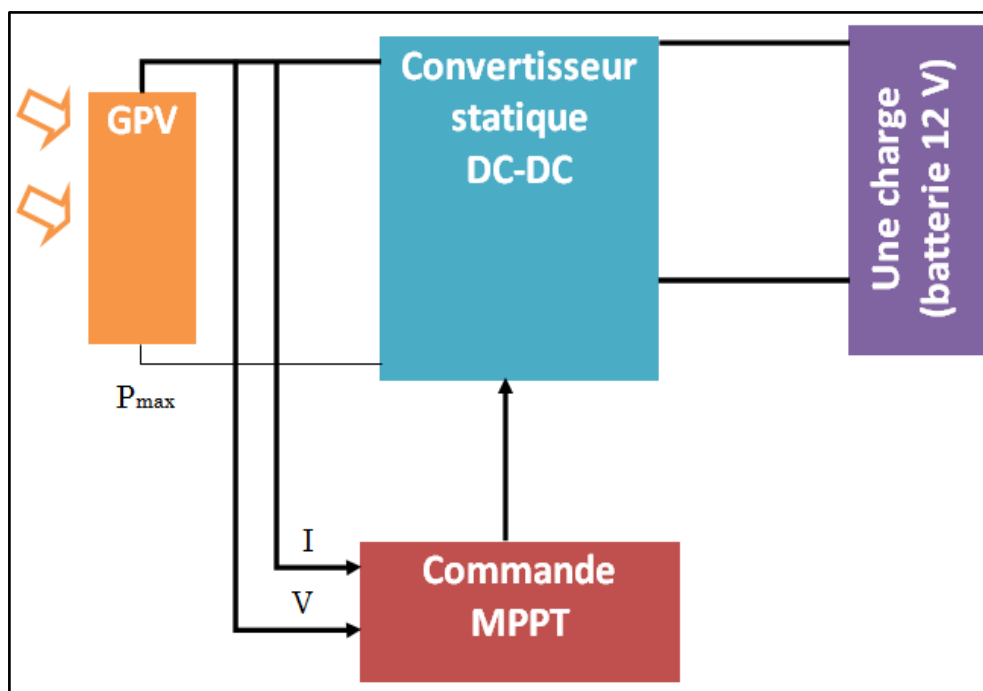 GPV
Convertisseur
statique
DC-DC
Une charge
(batterie 12 V)
Pmax
I
V
Commande
MPPT